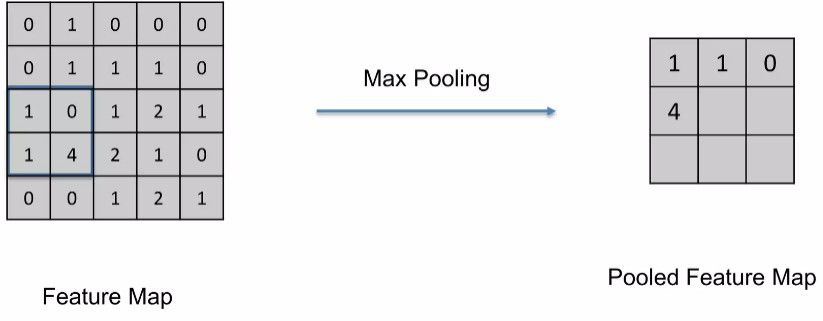 0 1 0 0 0
0 1 1 1 0
1 0 1 2 1
1 4 2 1 0
0 0 1 2 1
Feature Map
Max Pooling
1 1 0
4
Pooled Feature Map